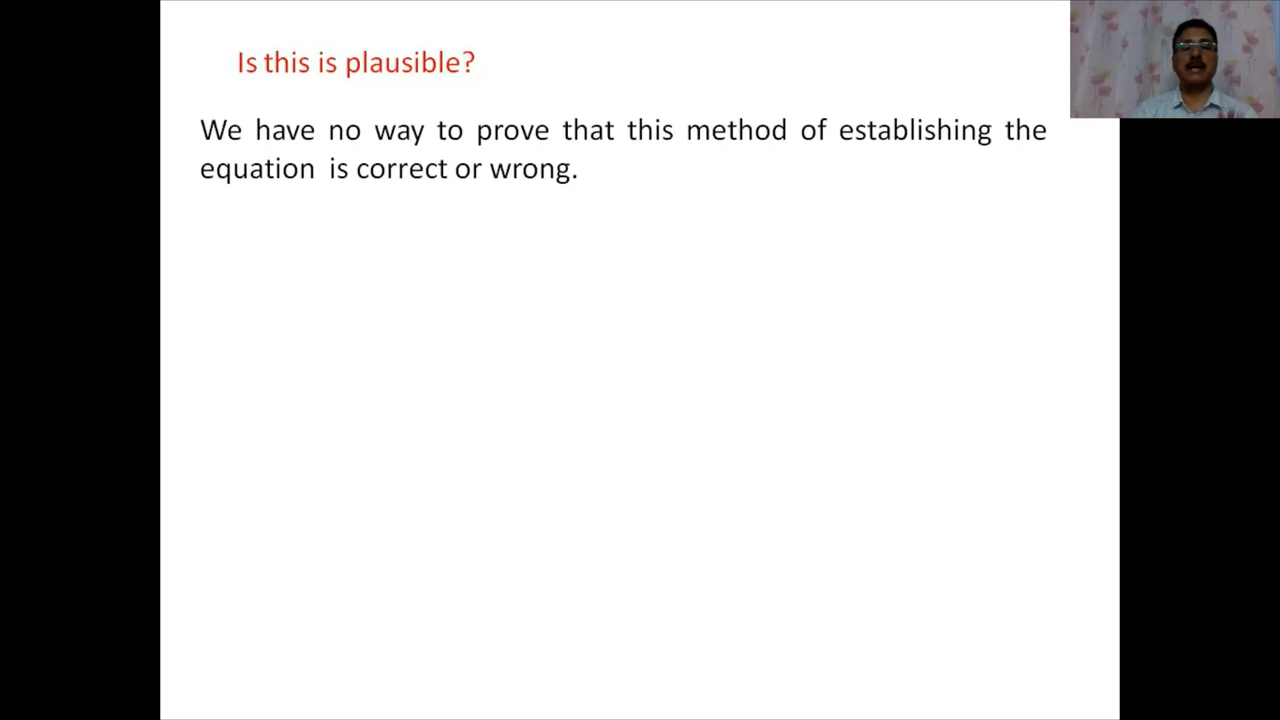 Is this is plausible?
We have no way to prove that this method of establishing the
equation is correct or wrong.